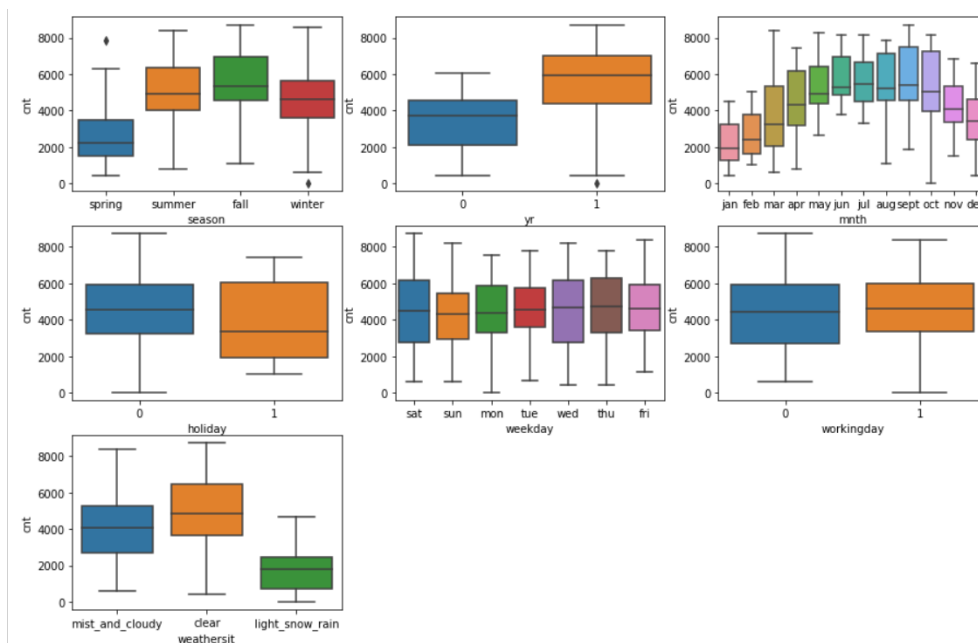 cnt
8000
6000
4000
2000
0
spring summer fall winter
season
cnt
8000
6000
4000
2000
0
0 1
yr
cnt
8000
6000
4000
2000
0
jan feb mar apr may jun jul aug sept oct nov de
mnth
cnt
8000
6000
4000
2000
0
0 1
holiday
cnt
8000
6000
4000
2000
0
sat sun mon tue wed thu fri
weekday
cnt
8000
6000
4000
2000
0
0 1
workingday
cnt
8000
6000
4000
2000
0
mist_and_cloudy clear light_snow_rain
weathersit